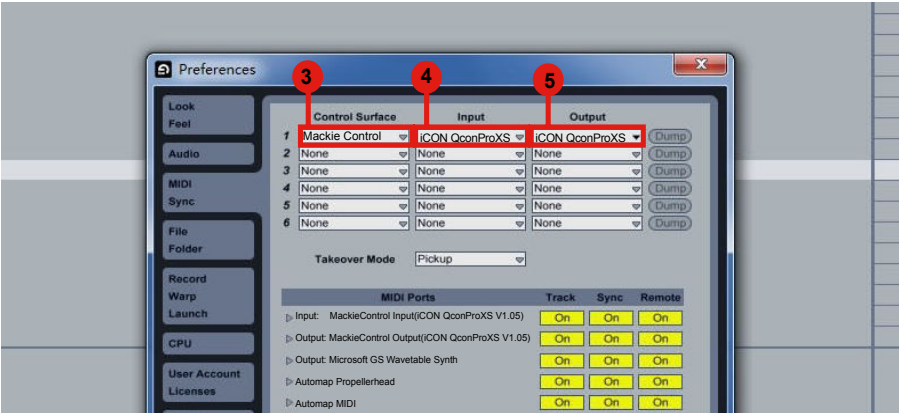 Preferences
X
3 4 5
Look
Feel
Audio
MIDI
Sync
File
Folder
Record
Warp
Launch
CPU
User Account
Licenses
Control Surface Input Output
1 Mackie Control iCON QconProXS iCON QconProXS Dump
2 None None None Dump
3 None None None Dump
4 None None None Dump
5 None None None Dump
6 None None None Dump
Takeover Mode Pickup
MIDI Ports Track Sync Remote
Input: MackieControl Input(iCON QconProXS V1.05) On On On
Output: MackieControl Output(iCON QconProXS V1.05) On On On
Output: Microsoft GS Wavetable Synth On On On
Automap Propellerhead On On On
Automap MIDI On On On